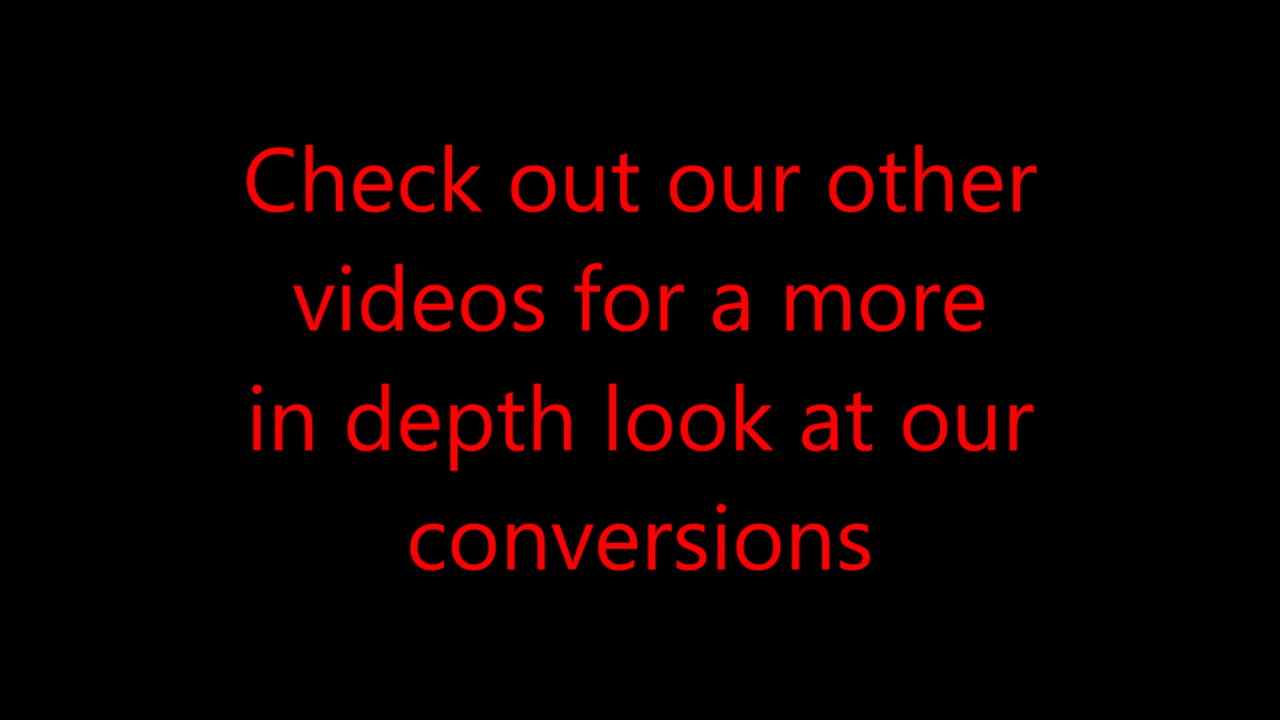 Check out our other
videos for a more
in depth look at our
conversions